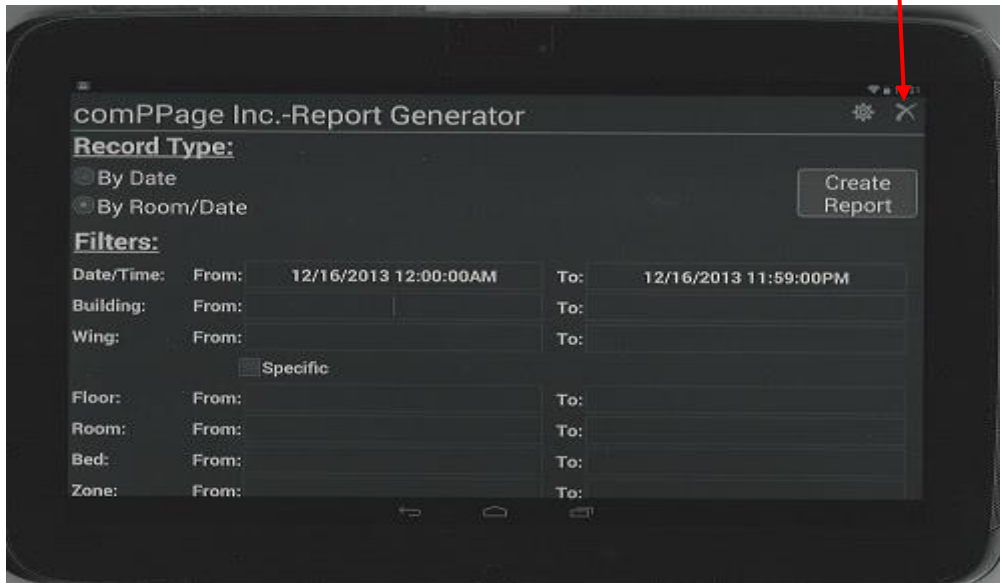 comPPage Inc.-Report Generator
Record Type:
By Date
By Room/Date
Create
Report
Filters:
Date/Time: From: 12/16/2013 12:00:00AM To: 12/16/2013 11:59:00PM
Building: From: To:
Wing: From: To:
Specific
Floor: From: To:
Room: From: To:
Bed: From: To:
Zone: From: To: